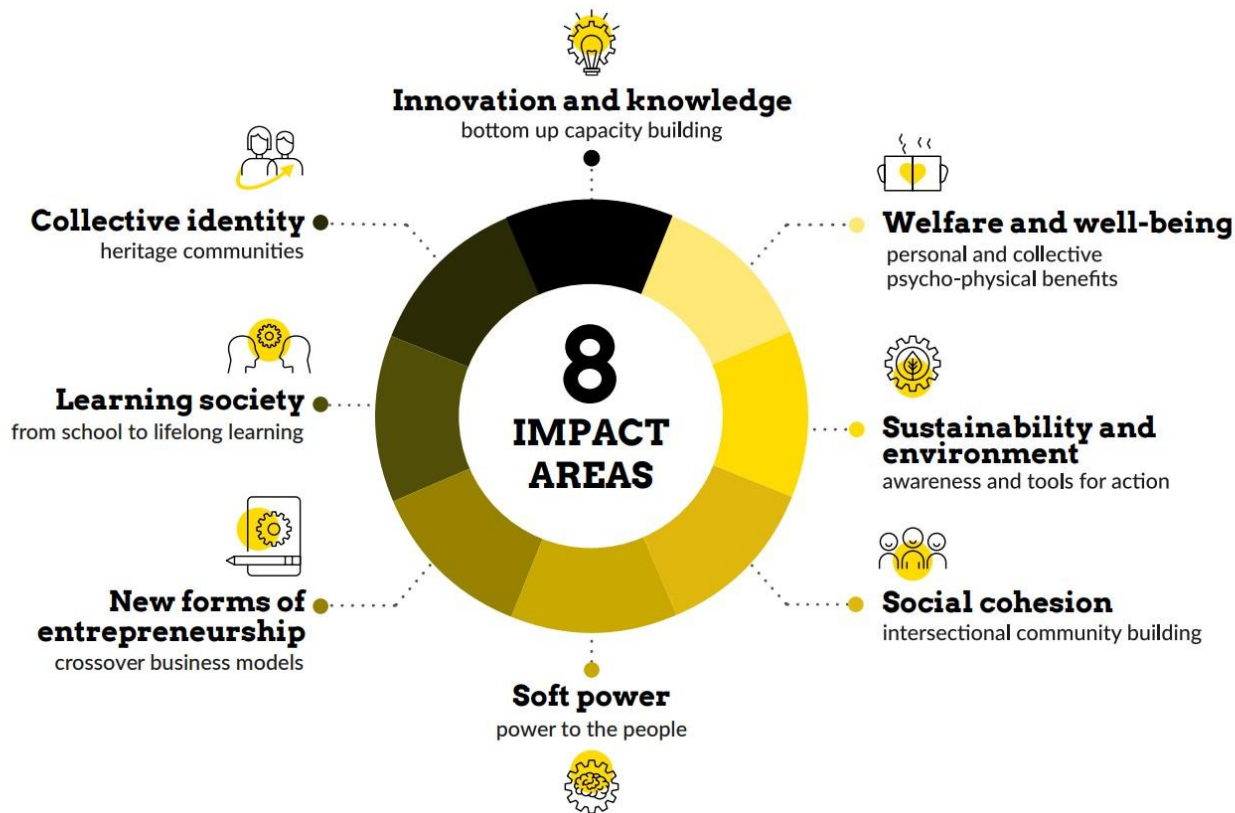 Innovation and knowledge
bottom up capacity building
Welfare and well-being
personal and collective
psycho-physical benefits
Sustainability and
environment
awareness and tools for action
Social cohesion
intersectional community building
Soft power
power to the people
New forms of
entrepreneurship
crossover business models
Learning society
from school to lifelong learning
Collective identity
heritage communities
8
IMPACT
AREAS